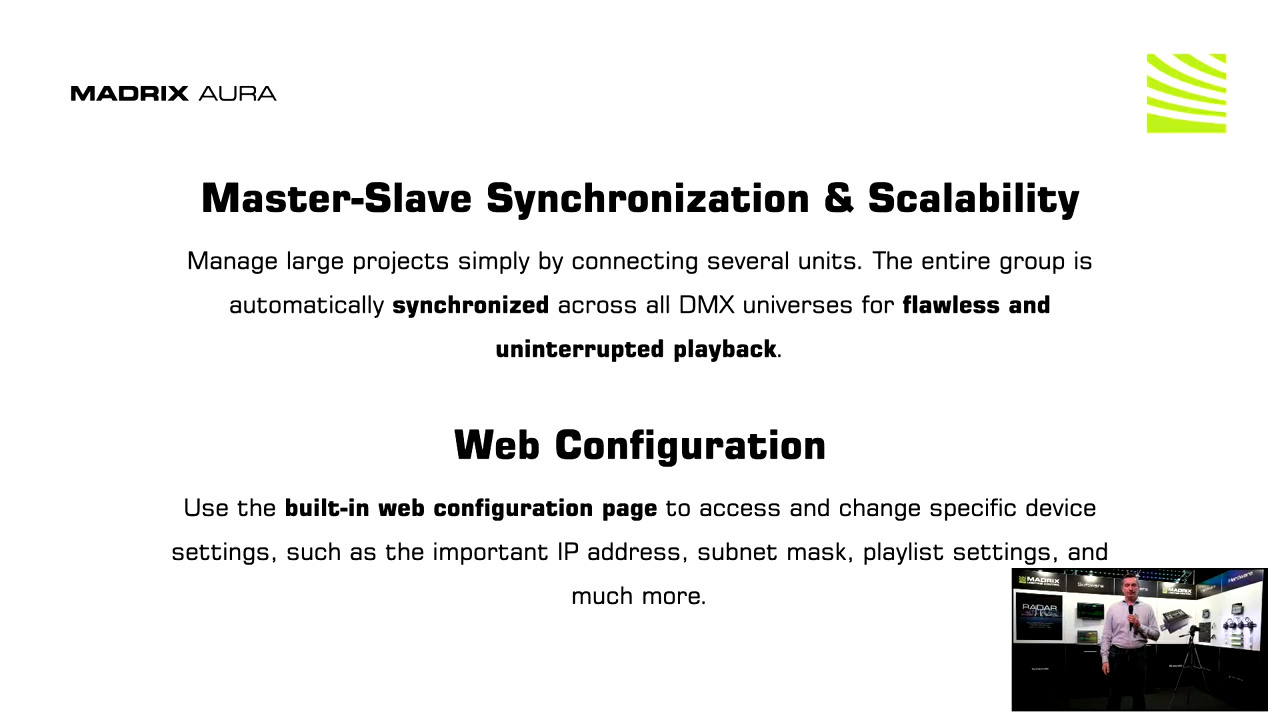 MADRIX AURA
Master-Slave Synchronization & Scalability
Manage large projects simply by connecting several units. The entire group is
automatically synchronized across all DMX universes for flawless and
uninterrupted playback.
Web Configuration
Use the built-in web configuration page to access and change specific device
settings, such as the important IP address, subnet mask, playlist settings, and
much more.
MADRIX
Software
MADRIX
Hardware
RADAR